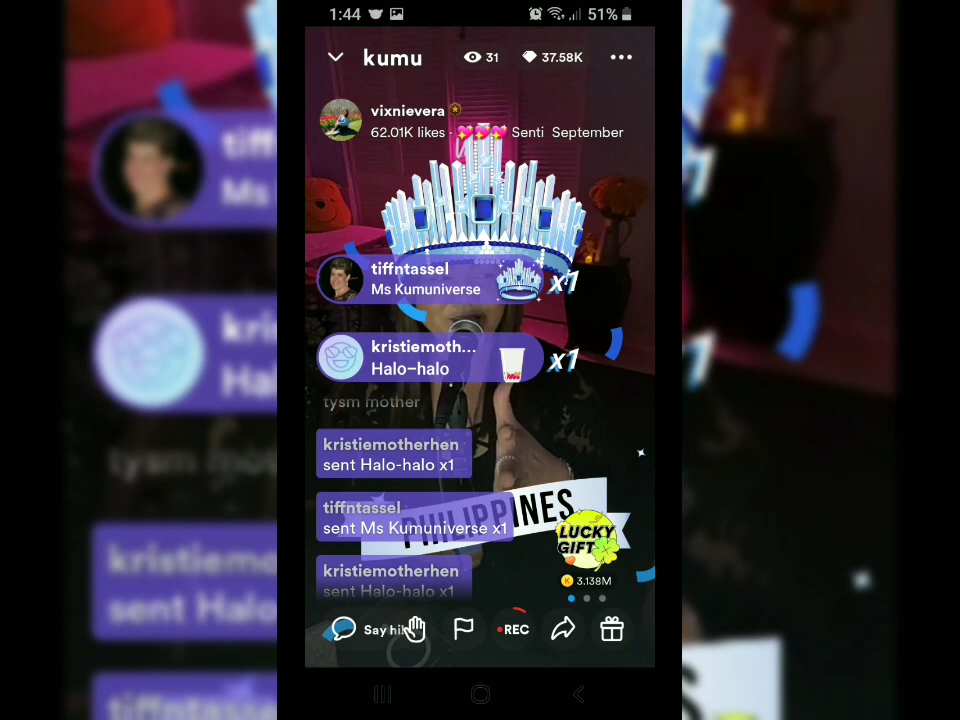 1:44
51%
kumu
31
37.58K
vixnievera
62.01K likes · Senti September
tiffntassel
Ms Kumuniverse
x1
kristiemoth...
Halo-halo
x1
tysm mother
kristiemotherhen
sent Halo-halo x1
tiffntassel
sent Ms Kumuniverse x1
PHILIPPINES
LUCKY
GIFT
K 3.138M
kristiemotherhen
sent Halo-halo x1
Say hi
REC